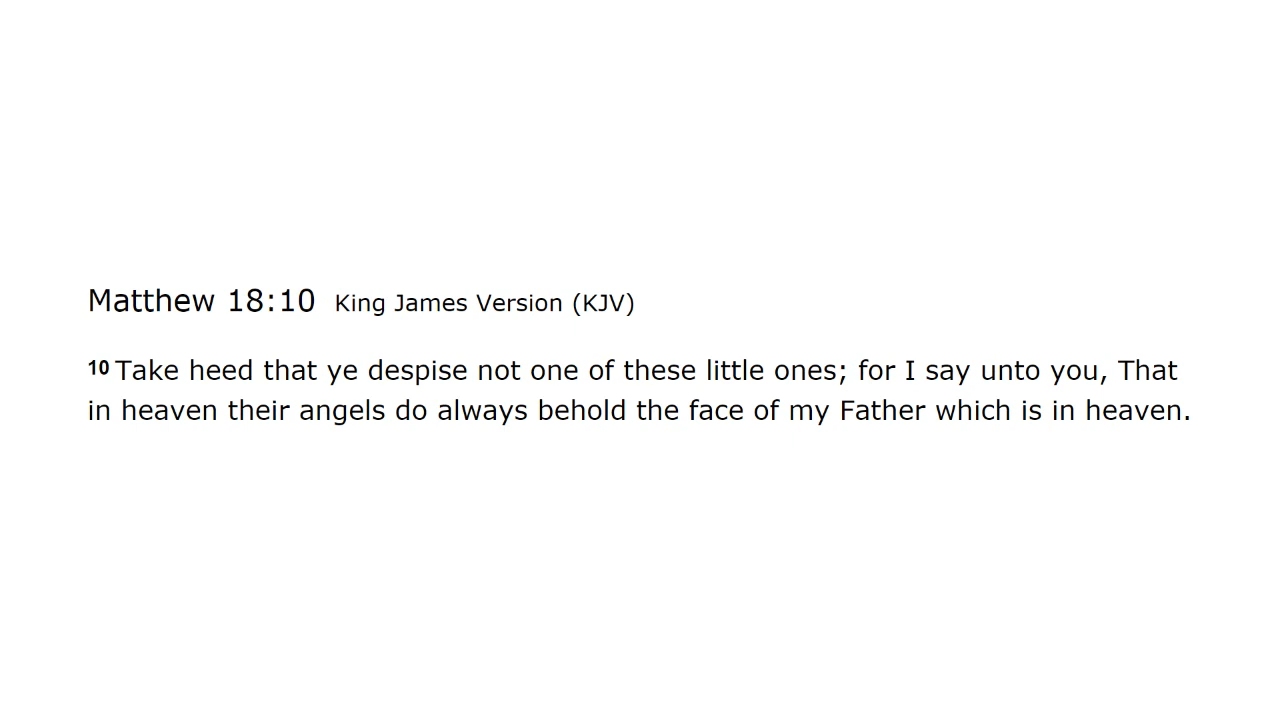 Matthew 18:10 King James Version (KJV)
10 Take heed that ye despise not one of these little ones; for I say unto you, That
in heaven their angels do always behold the face of my Father which is in heaven.